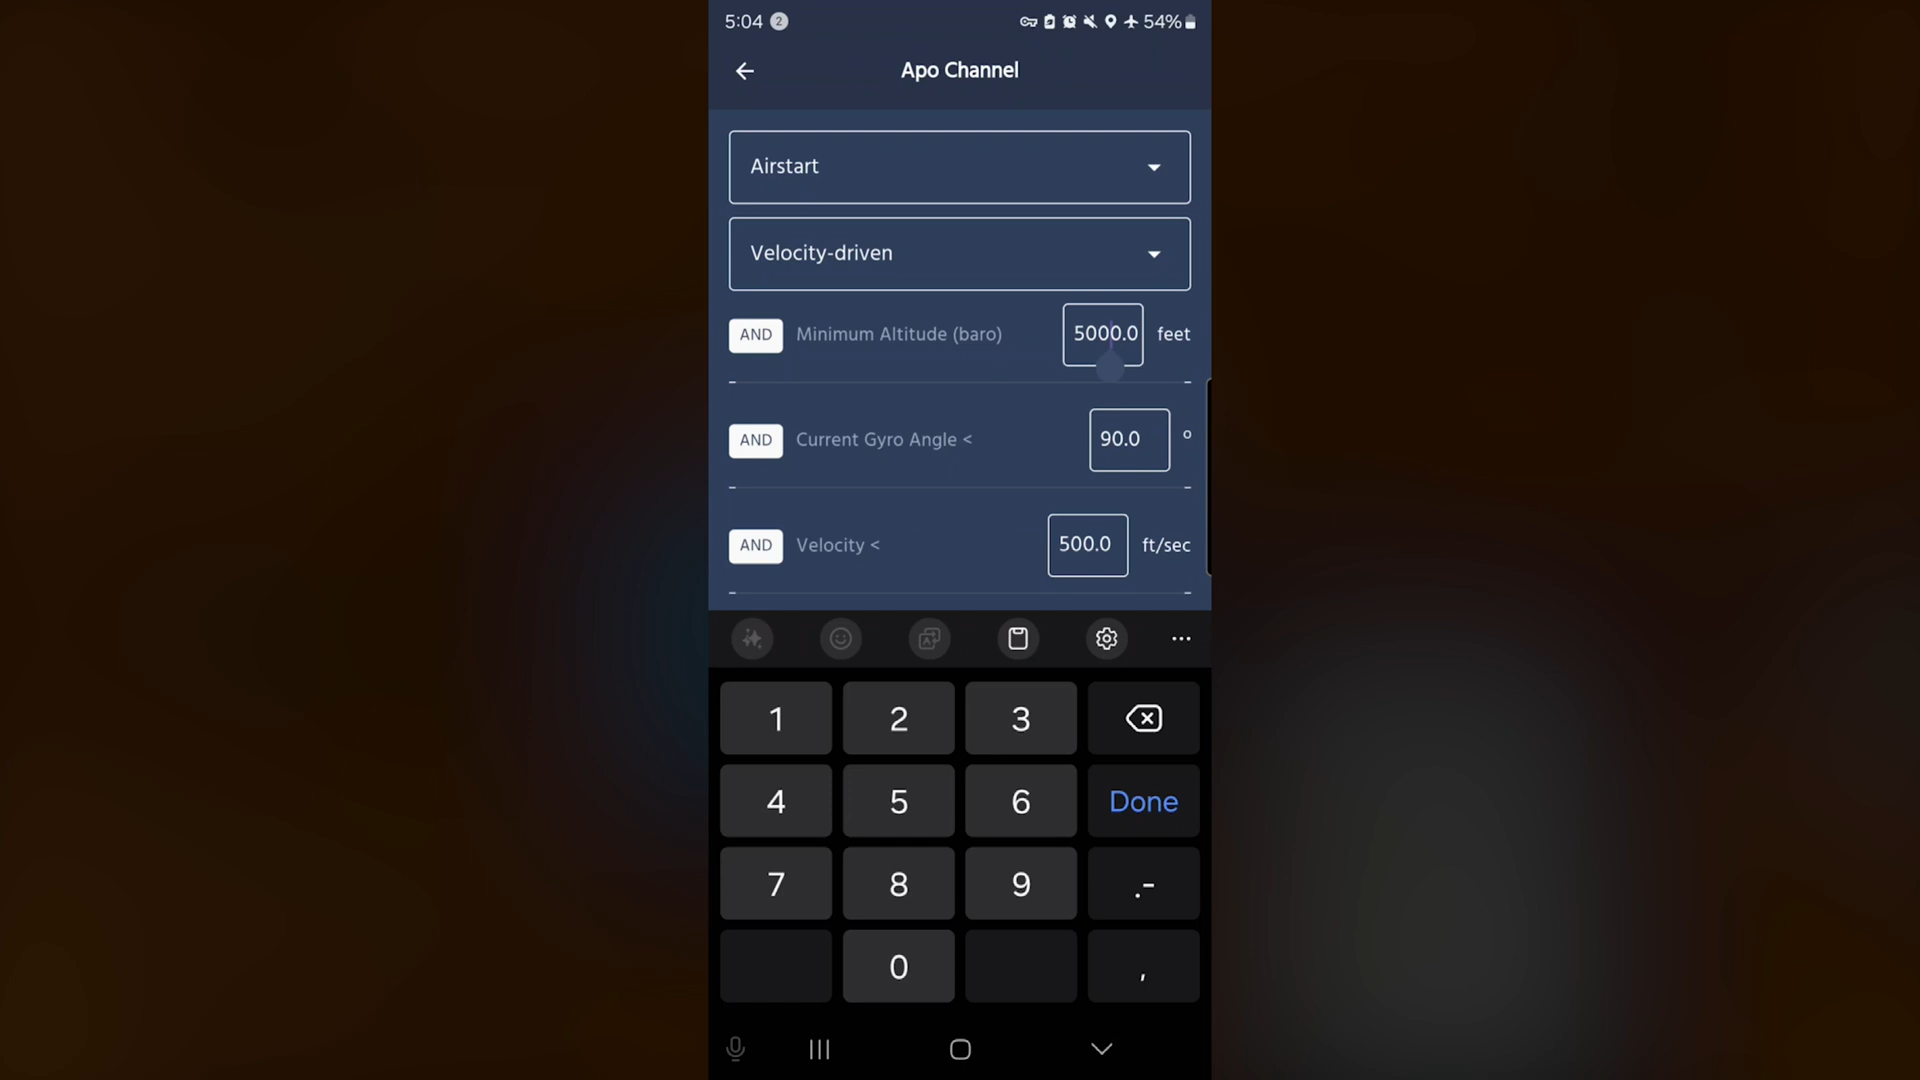 5:04 2 54%
Apo Channel
Airstart
Velocity-driven
AND Minimum Altitude (baro) 5000.0 feet
AND Current Gyro Angle < 90.0 º
AND Velocity < 500.0 ft/sec
1 2 3
4 5 6 Done
7 8 9 .-
0 ,